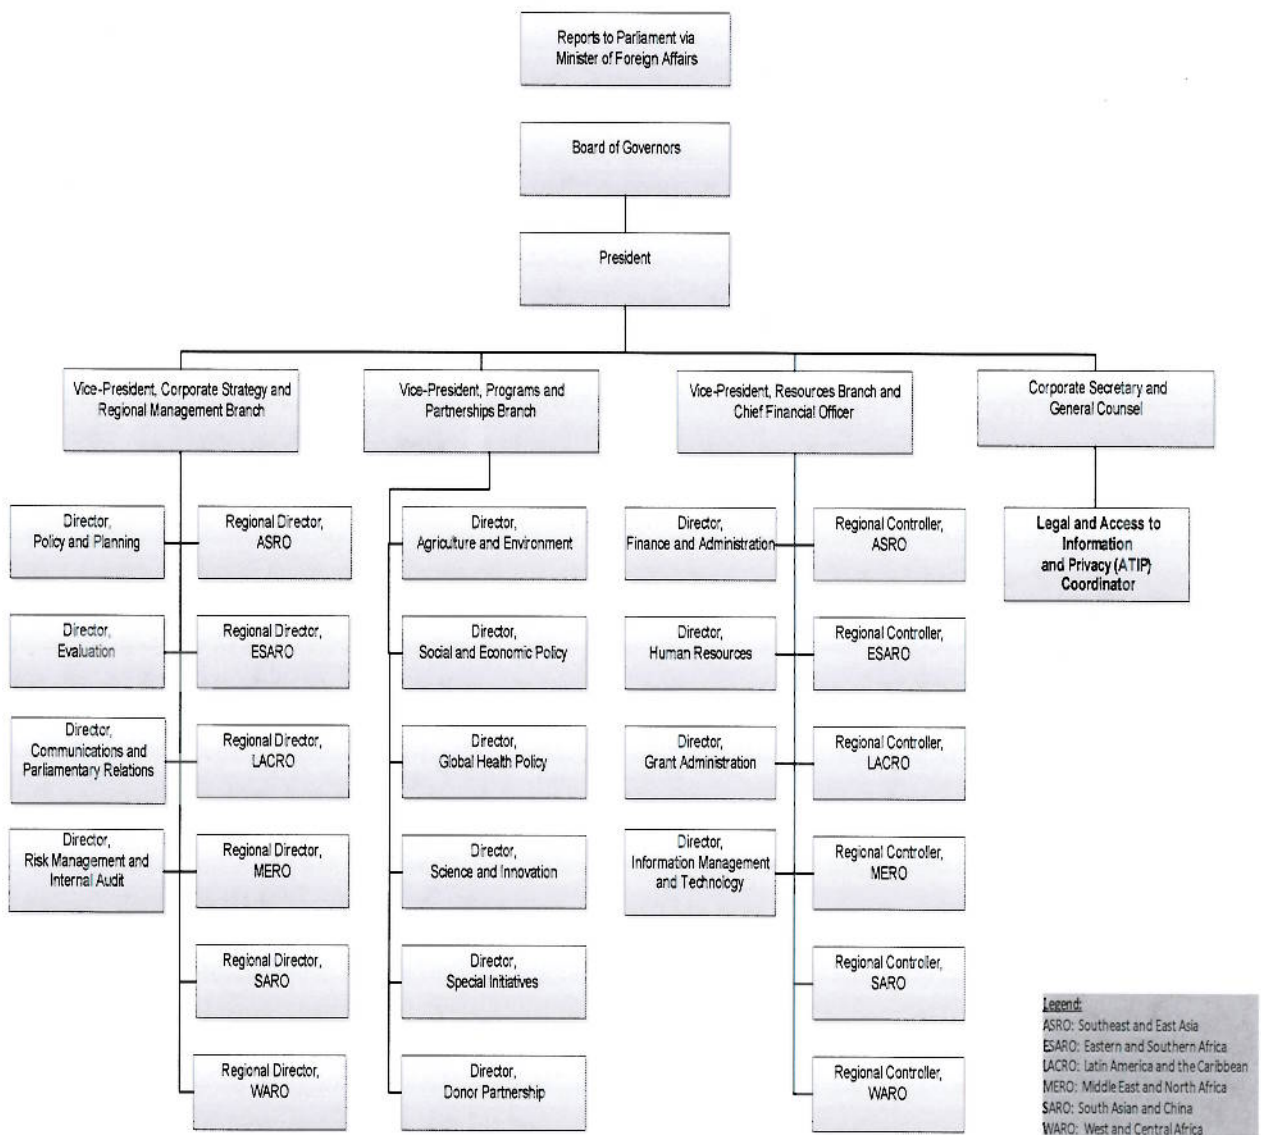 Reports to Parliament via
Minister of Foreign Affairs
Board of Governors
President
Vice-President, Corporate Strategy and
Regional Management Branch
Vice-President, Programs and
Partnerships Branch
Vice-President, Resources Branch and
Chief Financial Officer
Corporate Secretary and
General Counsel
Director,
Policy and Planning
Regional Director,
ASRO
Director,
Agriculture and Environment
Director,
Finance and Administration
Regional Controller,
ASRO
Legal and Access to
Information
and Privacy (ATIP)
Coordinator
Director,
Evaluation
Regional Director,
ESARO
Director,
Social and Economic Policy
Director,
Human Resources
Regional Controller,
ESARO
Director,
Communications and
Parliamentary Relations
Regional Director,
LACRO
Director,
Global Health Policy
Director,
Grant Administration
Regional Controller,
LACRO
Director,
Risk Management and
Internal Audit
Regional Director,
MERO
Director,
Science and Innovation
Director,
Information Management
and Technology
Regional Controller,
MERO
Regional Director,
SARO
Director,
Special Initiatives
Regional Controller,
SARO
Regional Director,
WARO
Director,
Donor Partnership
Regional Controller,
WARO
Legend:
ASRO: Southeast and East Asia
ESARO: Eastern and Southern Africa
LACRO: Latin America and the Caribbean
MERO: Middle East and North Africa
SARO: South Asian and China
WARO: West and Central Africa